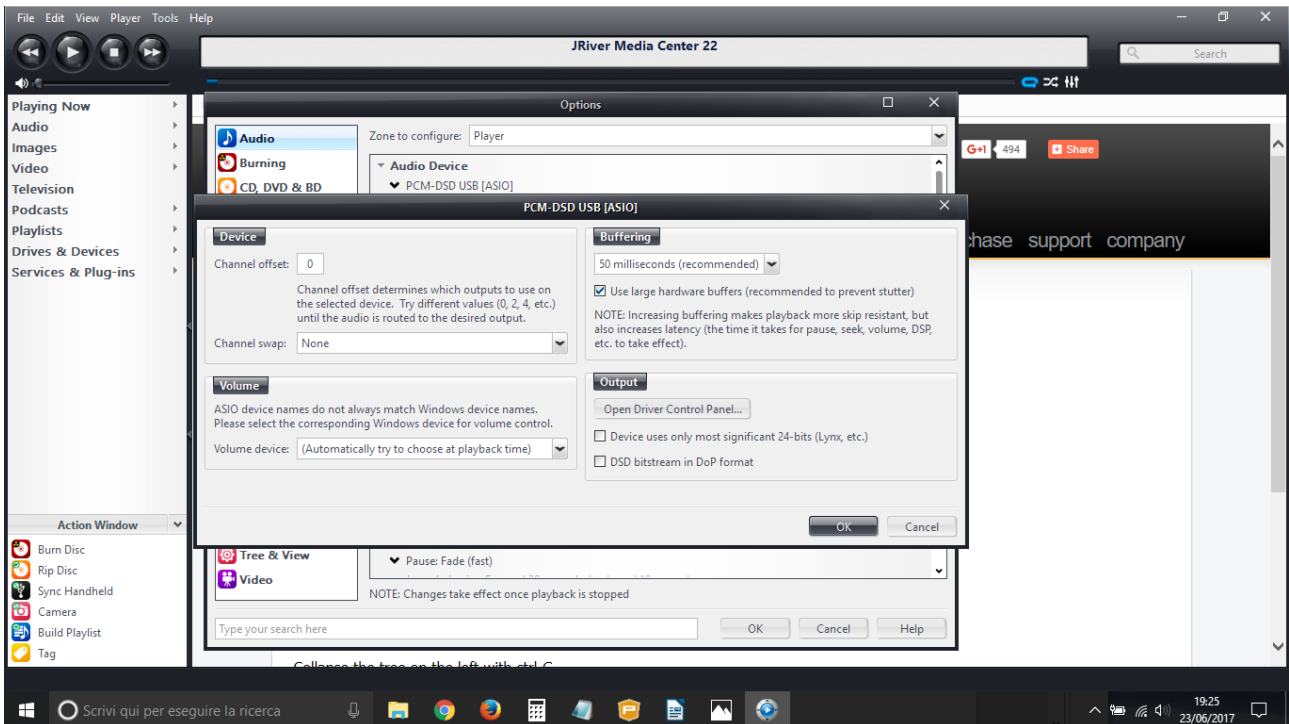 File Edit View Player Tools Help
JRiver Media Center 22
Search
Playing Now
Audio
Images
Video
Television
Podcasts
Playlists
Drives & Devices
Services & Plug-ins
Options
Audio
Burning
CD, DVD & BD
Zone to configure: Player
Audio Device
PCM-DSD USB [ASIO]
G+1 494
Share
chase support company
PCM-DSD USB [ASIO]
Device
Channel offset: 0
Channel offset determines which outputs to use on
the selected device. Try different values (0, 2, 4, etc.)
until the audio is routed to the desired output.
Channel swap: None
Volume
ASIO device names do not always match Windows device names.
Please select the corresponding Windows device for volume control.
Volume device: (Automatically try to choose at playback time)
Buffering
50 milliseconds (recommended)
Use large hardware buffers (recommended to prevent stutter)
NOTE: Increasing buffering makes playback more skip resistant, but
also increases latency (the time it takes for pause, seek, volume, DSP,
etc. to take effect).
Output
Open Driver Control Panel...
Device uses only most significant 24-bits (Lynx, etc.)
DSD bitstream in DoP format
OK Cancel
Tree & View
Video
Pause: Fade (fast)
NOTE: Changes take effect once playback is stopped
Type your search here
OK Cancel Help
Action Window
Burn Disc
Rip Disc
Sync Handheld
Camera
Build Playlist
Tag
Collapse the tree on the left with ctrl-G
Scrivi qui per eseguire la ricerca
19:25
23/06/2017